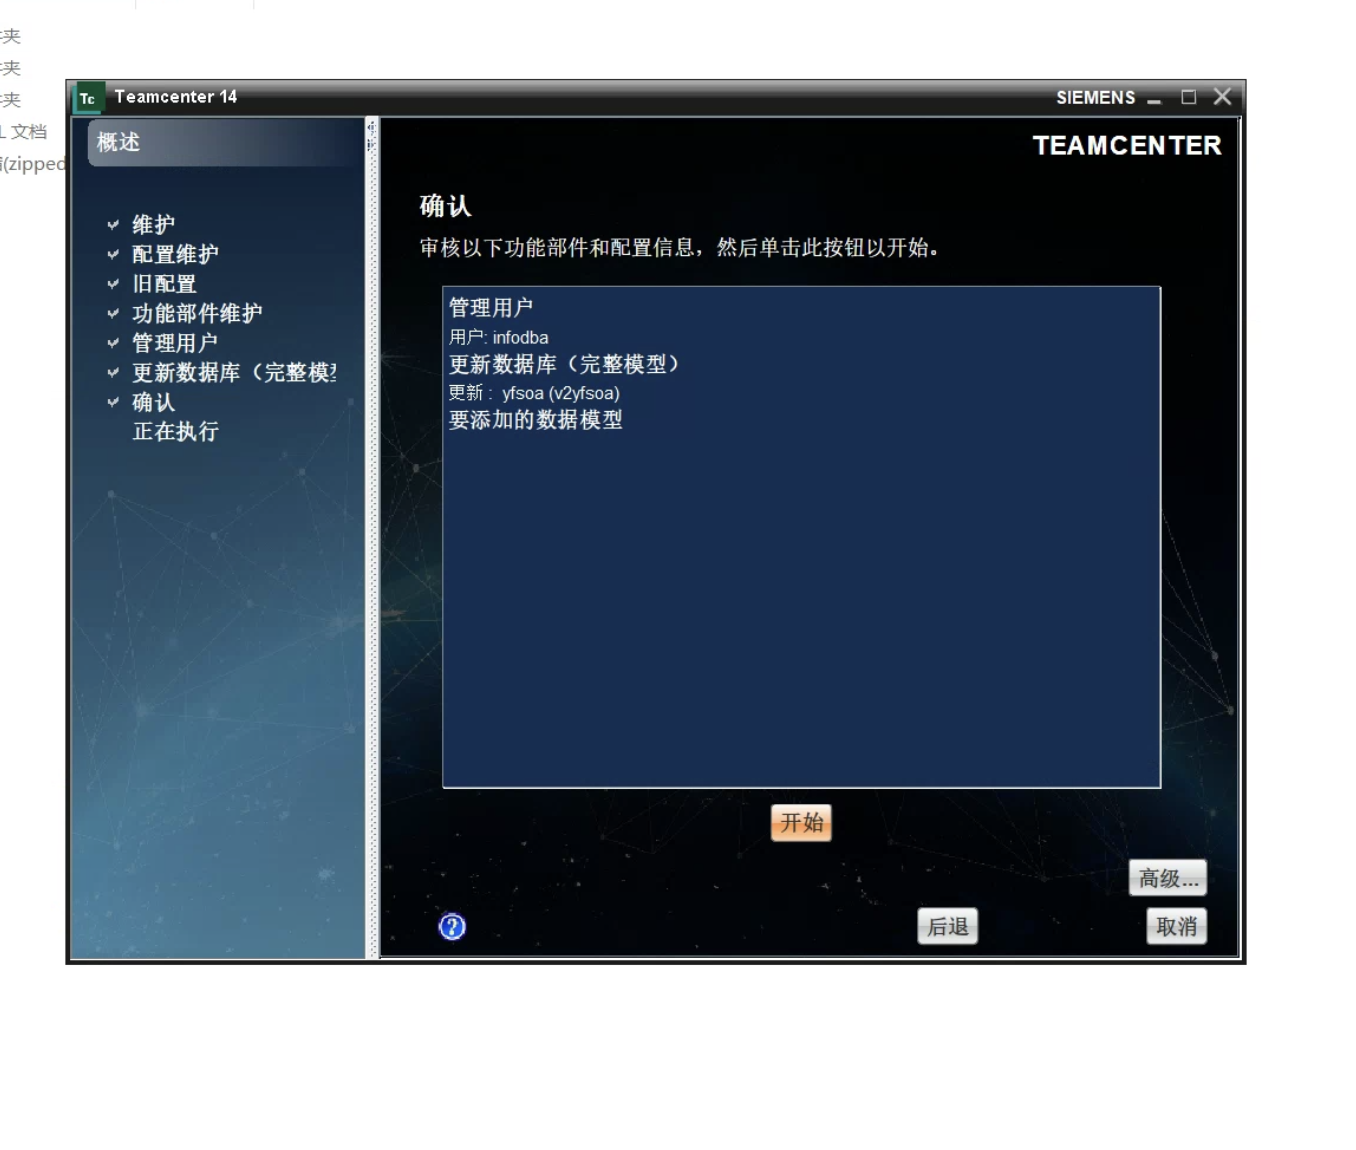 夹
夹
夹
L 文档
(zipped
Tc
Teamcenter 14
SIEMENS
概述
TEAMCENTER
维护
配置维护
旧配置
功能部件维护
管理用户
更新数据库（完整模
确认
正在执行
确认
审核以下功能部件和配置信息，然后单击此按钮以开始。
管理用户
用户: infodba
更新数据库（完整模型）
更新： yfsoa (v2yfsoa)
要添加的数据模型
开始
高级...
?
后退
取消